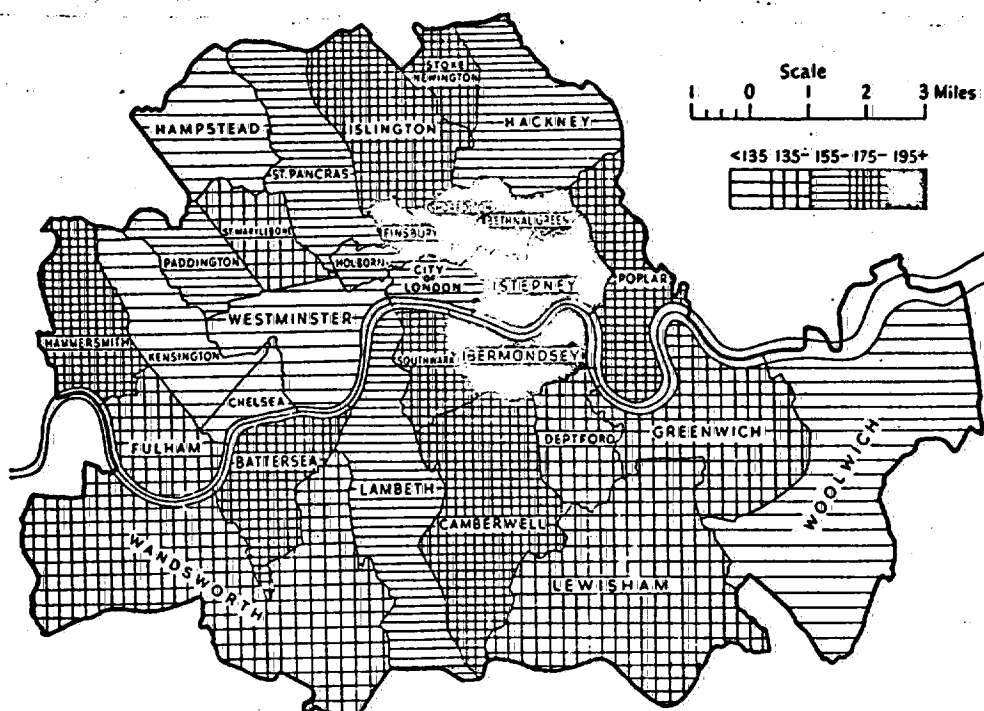 Scale
1 0 1 2 3 Miles
<135 135- 155- 175- 195+
STOKE
NEWINGTON
HAMPSTEAD
ISLINGTON
HACKNEY
ST. PANCRAS
ST. MARYLEBONE
FINSBURY
BETHNAL GREEN
PADDINGTON
HOLBORN
CITY
OF
LONDON
STEPNEY
POPLAR
WESTMINSTER
HAMMERSMITH
KENSINGTON
SOUTHWARK
BERMONDSEY
CHELSEA
FULHAM
BATTERSEA
DEPTFORD
GREENWICH
WOOLWICH
LAMBETH
CAMBERWELL
WANDSWORTH
LEWISHAM